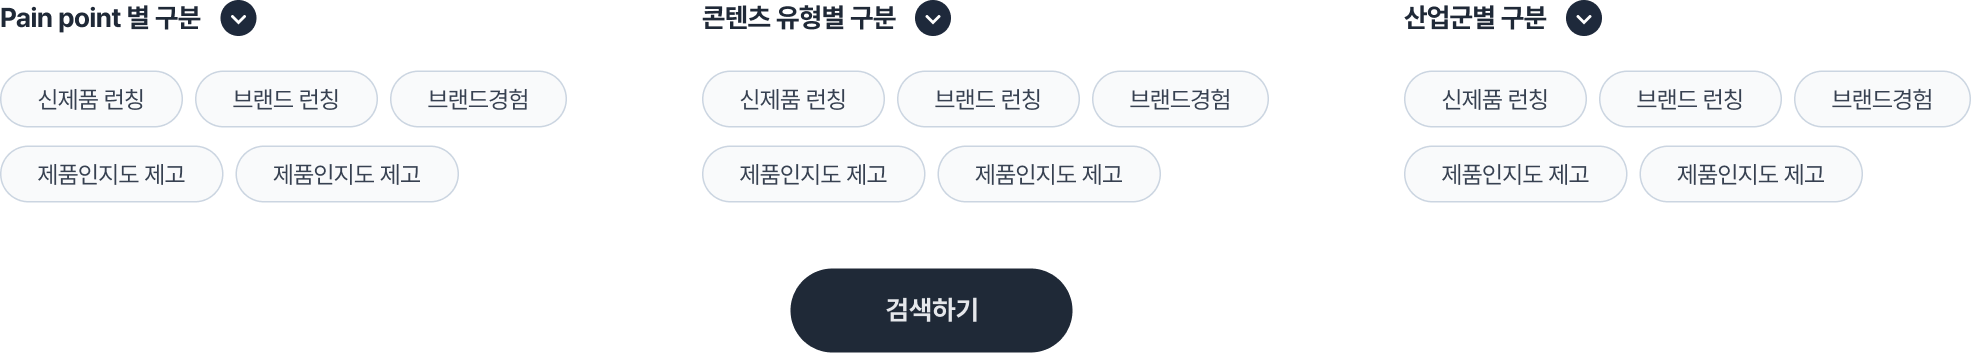 Pain point 별 구분
신제품 런칭 브랜드 런칭 브랜드경험
제품인지도 제고 제품인지도 제고
콘텐츠 유형별 구분
신제품 런칭 브랜드 런칭 브랜드경험
제품인지도 제고 제품인지도 제고
산업군별 구분
신제품 런칭 브랜드 런칭 브랜드경험
제품인지도 제고 제품인지도 제고
검색하기